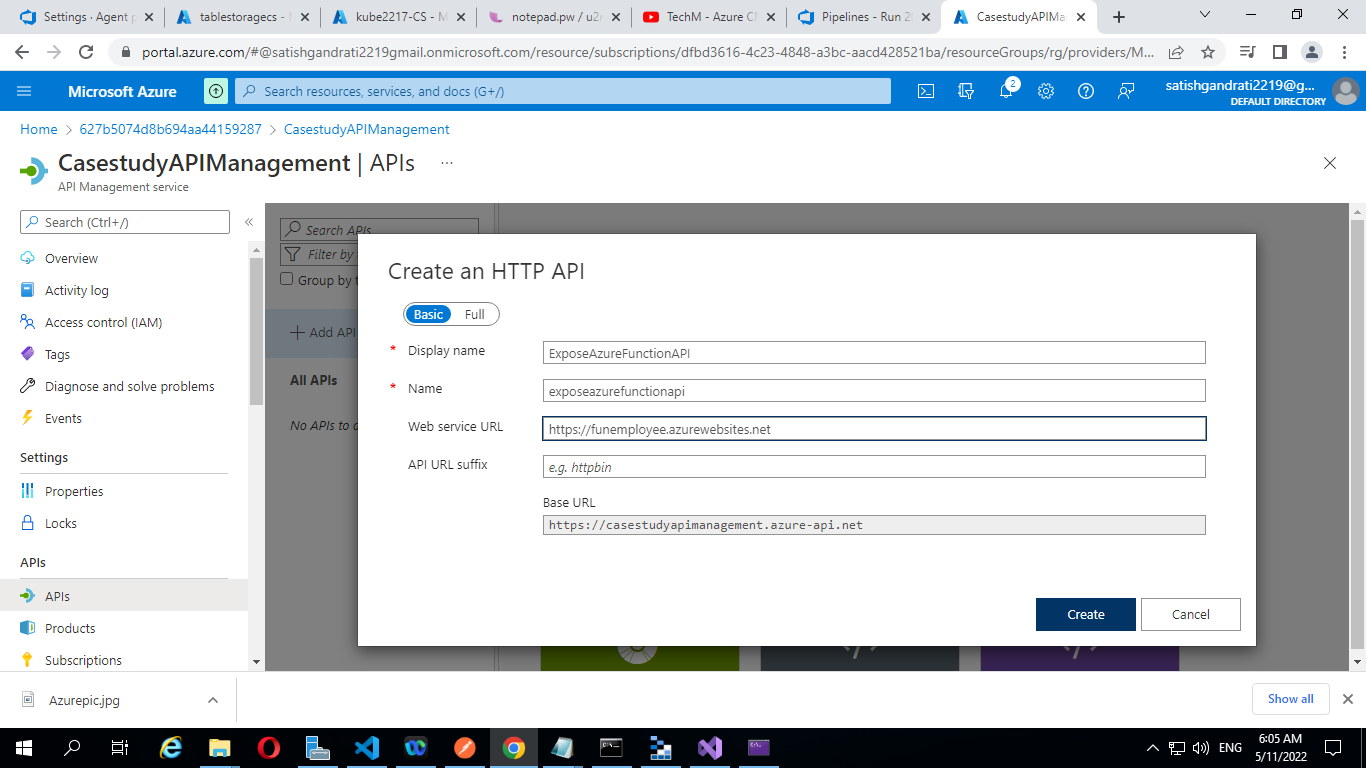 Settings · Agent p
tablestoragecs -
kube2217-CS - M
notepad.pw / u2
TechM - Azure C
Pipelines - Run 2
CasestudyAPIMa
portal.azure.com/#@satishgandrati2219gmail.onmicrosoft.com/resource/subscriptions/dfbd3616-4c23-4848-a3bc-aacd428521ba/resourceGroups/rg/providers/M...
Microsoft Azure
Search resources, services, and docs (G+/)
2
satishgandrati2219@g...
DEFAULT DIRECTORY
Home > 627b5074d8b694aa44159287 > CasestudyAPIManagement
CasestudyAPIManagement | APIs ...
API Management service
Search (Ctrl+/)
«
Overview
Activity log
Access control (IAM)
Tags
Diagnose and solve problems
Events
Settings
Properties
Locks
APIs
APIs
Products
Subscriptions
Search APIs
Filter by
Group by t
+ Add API
All APIs
No APIs to d
Create an HTTP API
Basic Full
* Display name ExposeAzureFunctionAPI
* Name exposeazurefunctionapi
Web service URL https://funemployee.azurewebsites.net
API URL suffix e.g. httpbin
Base URL
https://casestudyapimanagement.azure-api.net
Create Cancel
Azurepic.jpg
Show all
ENG
6:05 AM
5/11/2022